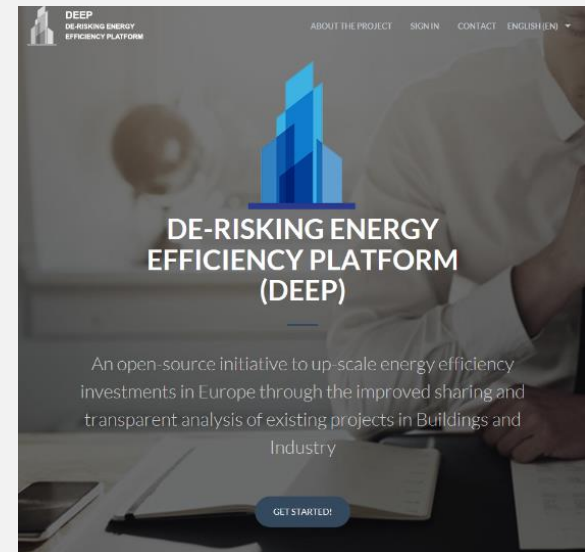 DEEP
DE-RISKING ENERGY
EFFICIENCY PLATFORM
ABOUT THE PROJECT SIGN IN CONTACT ENGLISH (EN)
DE-RISKING ENERGY
EFFICIENCY PLATFORM
(DEEP)
An open-source initiative to up-scale energy efficiency
investments in Europe through the improved sharing and
transparent analysis of existing projects in Buildings and
Industry
GET STARTED!